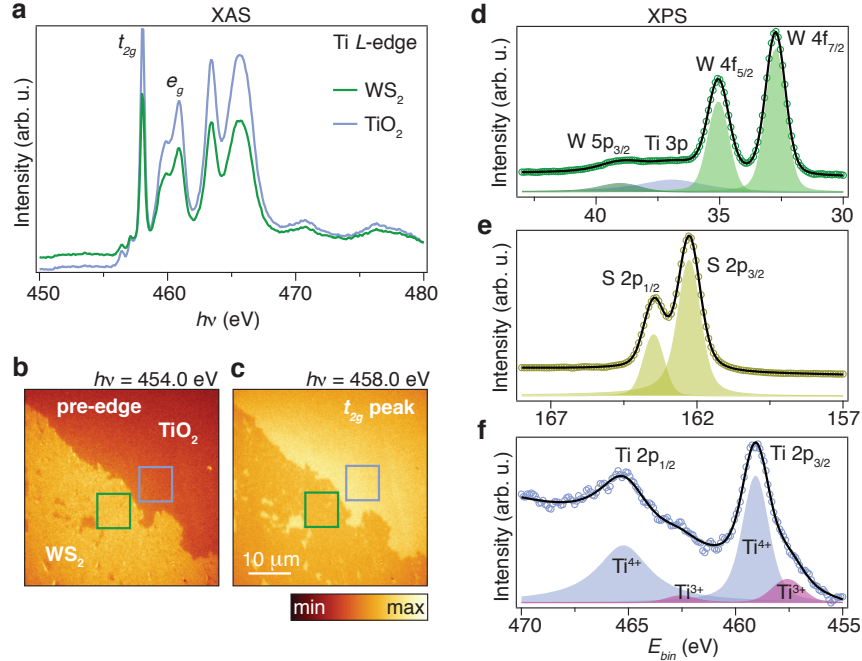 a
XAS
Ti L-edge
t2g
eg
WS2
TiO2
Intensity (arb. u.)
450 460 470 480
hν (eV)
b
hν = 454.0 eV
pre-edge
TiO2
WS2
c
hν = 458.0 eV
t2g peak
10 μm
min max
d
XPS
W 4f7/2
W 4f5/2
W 5p3/2 Ti 3p
Intensity (arb. u.)
40 35 30
e
S 2p1/2
S 2p3/2
Intensity (arb. u.)
167 162 157
f
Ti 2p1/2
Ti 2p3/2
Ti4+
Ti4+
Ti3+
Ti3+
Intensity (arb. u.)
470 465 460 455
Ebin (eV)